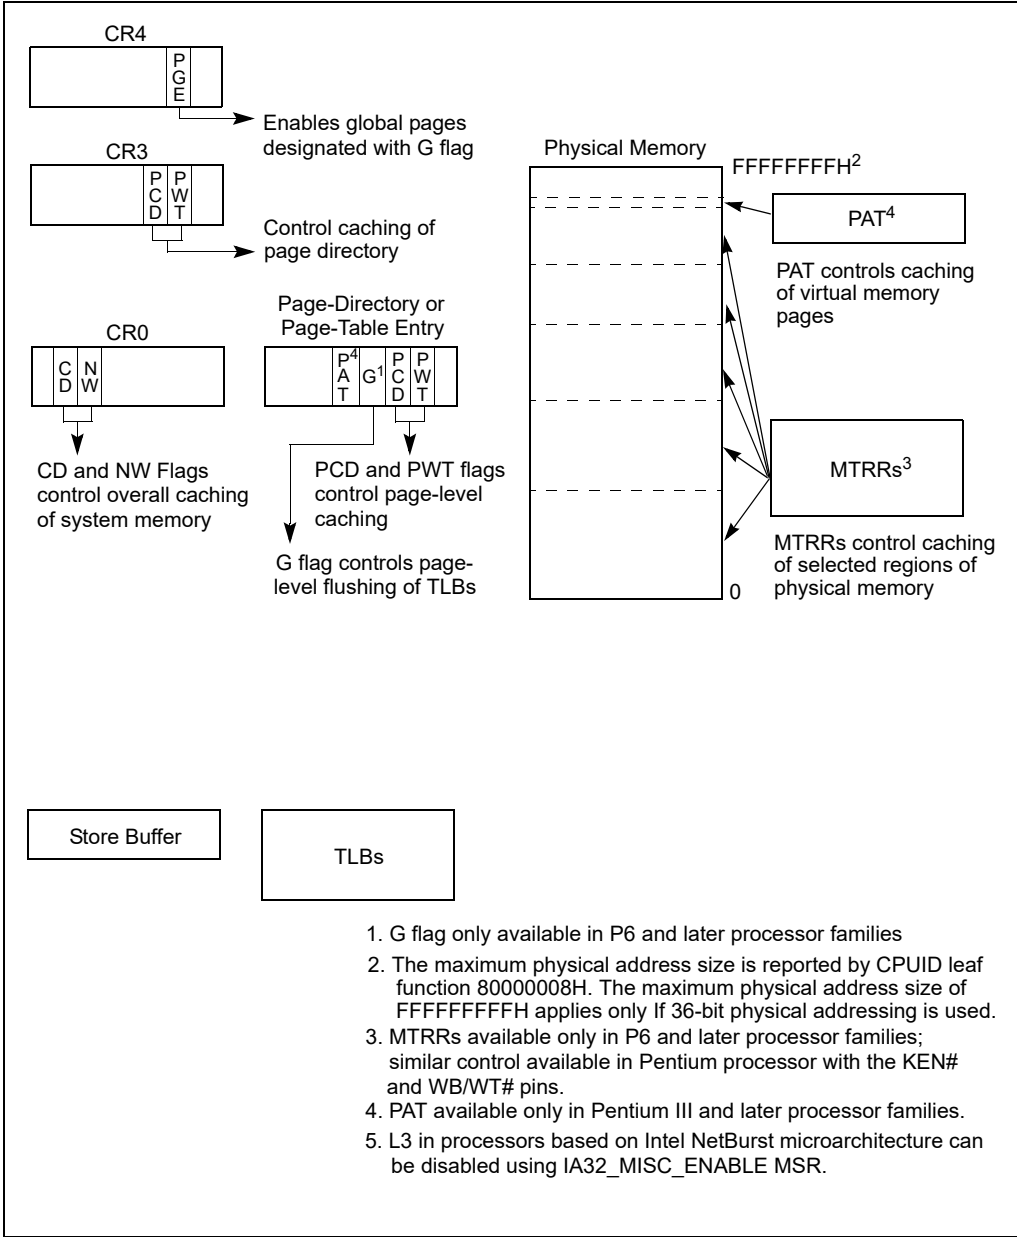 CR4
PGE
Enables global pages
designated with G flag
CR3
PCD
PWT
Control caching of
page directory
CR0
CD
NW
CD and NW Flags
control overall caching
of system memory
Page-Directory or
Page-Table Entry
PAT4
G1
PCD
PWT
PCD and PWT flags
control page-level
caching
G flag controls page-
level flushing of TLBs
Physical Memory
FFFFFFFFH2
PAT4
PAT controls caching
of virtual memory
pages
MTRRs3
MTRRs control caching
of selected regions of
physical memory
0
Store Buffer
TLBs
1. G flag only available in P6 and later processor families
2. The maximum physical address size is reported by CPUID leaf
function 80000008H. The maximum physical address size of
FFFFFFFFFH applies only If 36-bit physical addressing is used.
3. MTRRs available only in P6 and later processor families;
similar control available in Pentium processor with the KEN#
and WB/WT# pins.
4. PAT available only in Pentium III and later processor families.
5. L3 in processors based on Intel NetBurst microarchitecture can
be disabled using IA32_MISC_ENABLE MSR.